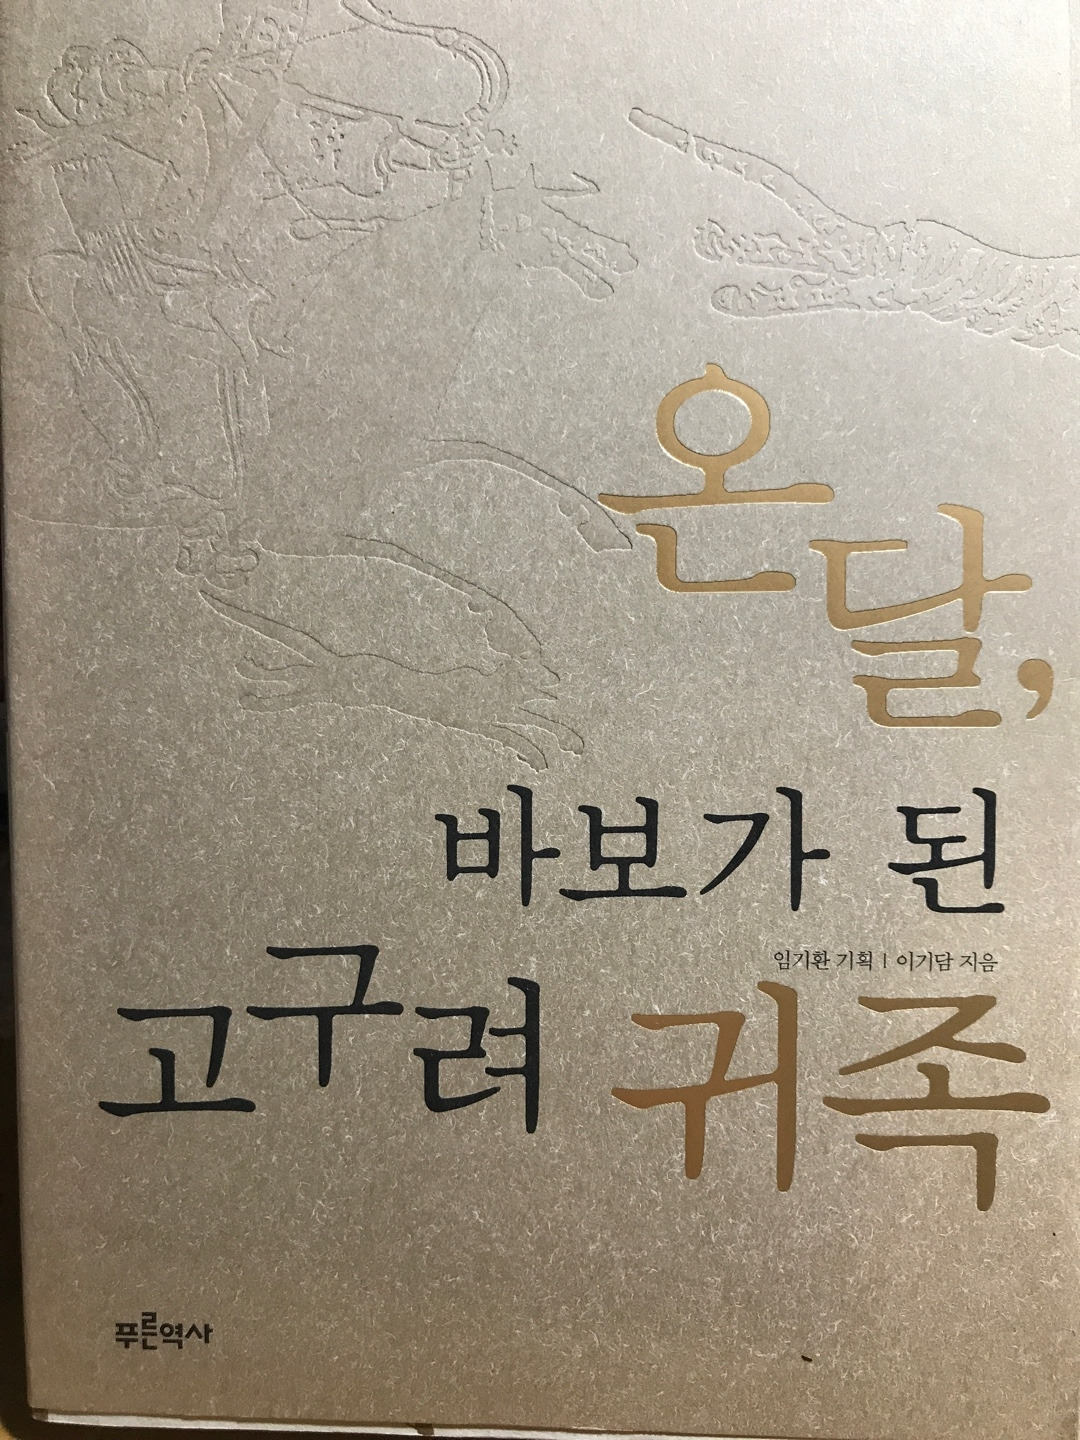 온달,
바보가 된
임기환 기획 | 이기담 지음
고구려 귀족
푸른역사